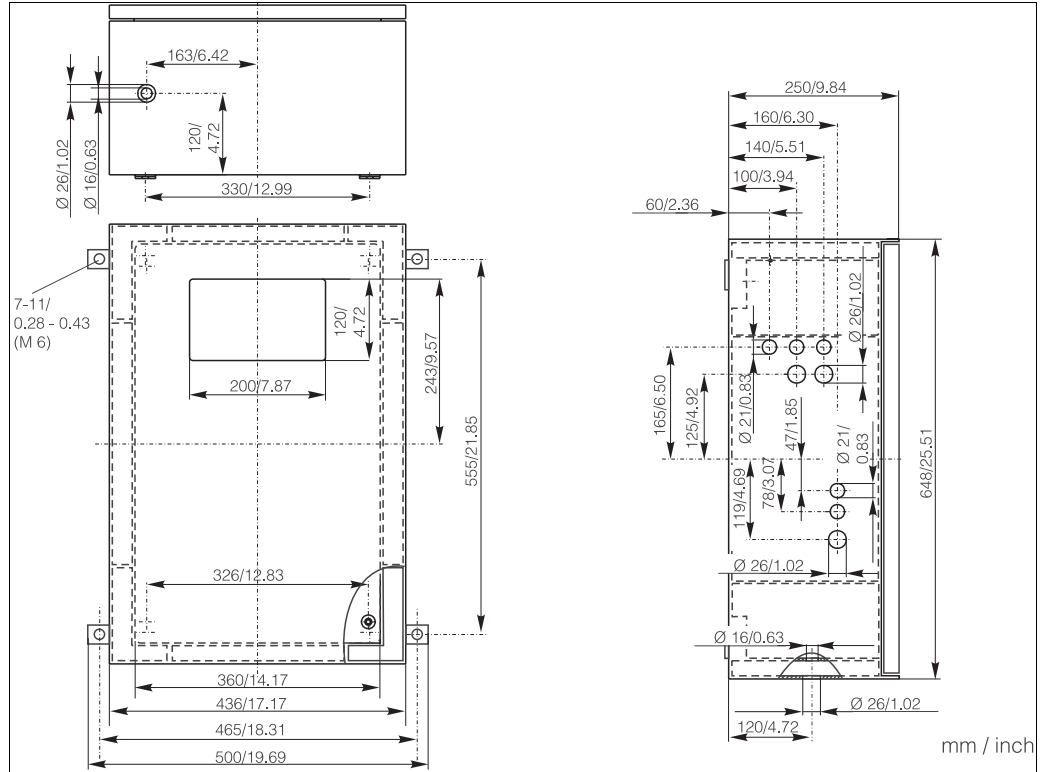 163/6.42
Ø 26/1.02
Ø 16/0.63
120/
4.72
330/12.99
7-11/
0.28 - 0.43
(M 6)
120/
4.72
200/7.87
243/9.57
555/21.85
326/12.83
360/14.17
436/17.17
465/18.31
500/19.69
250/9.84
160/6.30
140/5.51
100/3.94
60/2.36
Ø 26/1.02
165/6.50
125/4.92
Ø 21/0.83
47/1.85
Ø 21/
0.83
648/25.51
119/4.69
78/3.07
Ø 26/1.02
Ø 16/0.63
Ø 26/1.02
120/4.72
mm / inch